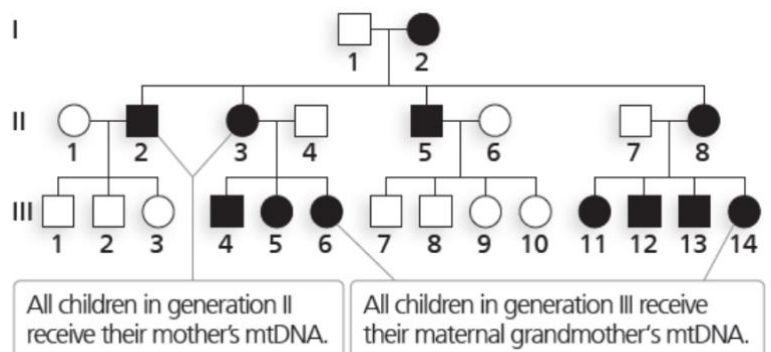 I
1 2
II
1 2 3 4 5 6 7 8
III
1 2 3 4 5 6 7 8 9 10 11 12 13 14
All children in generation II
receive their mother's mtDNA.
All children in generation III receive
their maternal grandmother's mtDNA.